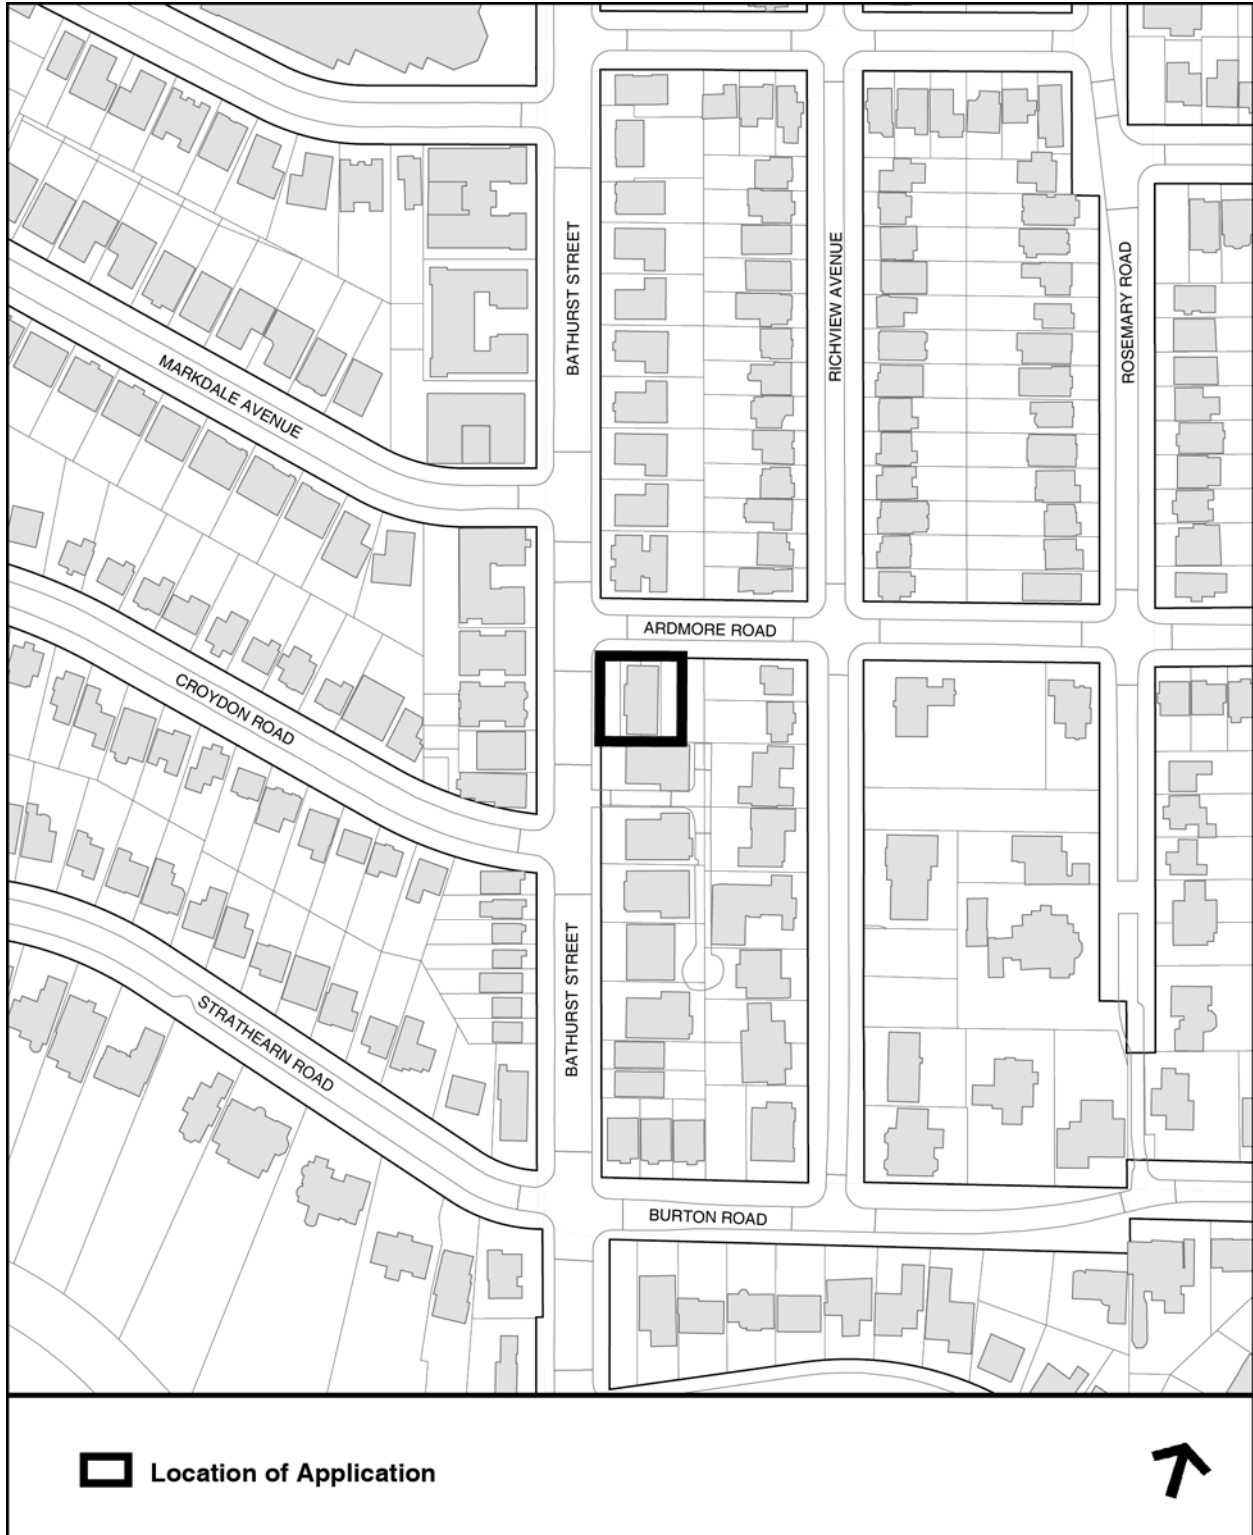 BATHURST STREET
RICHVIEW AVENUE
ROSEMARY ROAD
MARKDALE AVENUE
ARDMORE ROAD
CROYDON ROAD
BATHURST STREET
STRATHEARN ROAD
BURTON ROAD
Location of Application